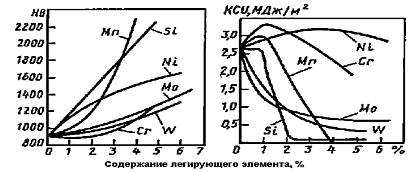 HB
KCU, МДж/м²
2200
2000
1800
1600
1400
1200
1000
800
Mn
Si
Ni
Mo
W
Cr
0 1 2 3 4 5 6 7
3,5
3,0
2,5
2,0
1,5
1,0
0,5
Ni
Cr
Mn
Mo
W
Si
0 1 2 3 4 5 6 %
Содержание легирующего элемента, %